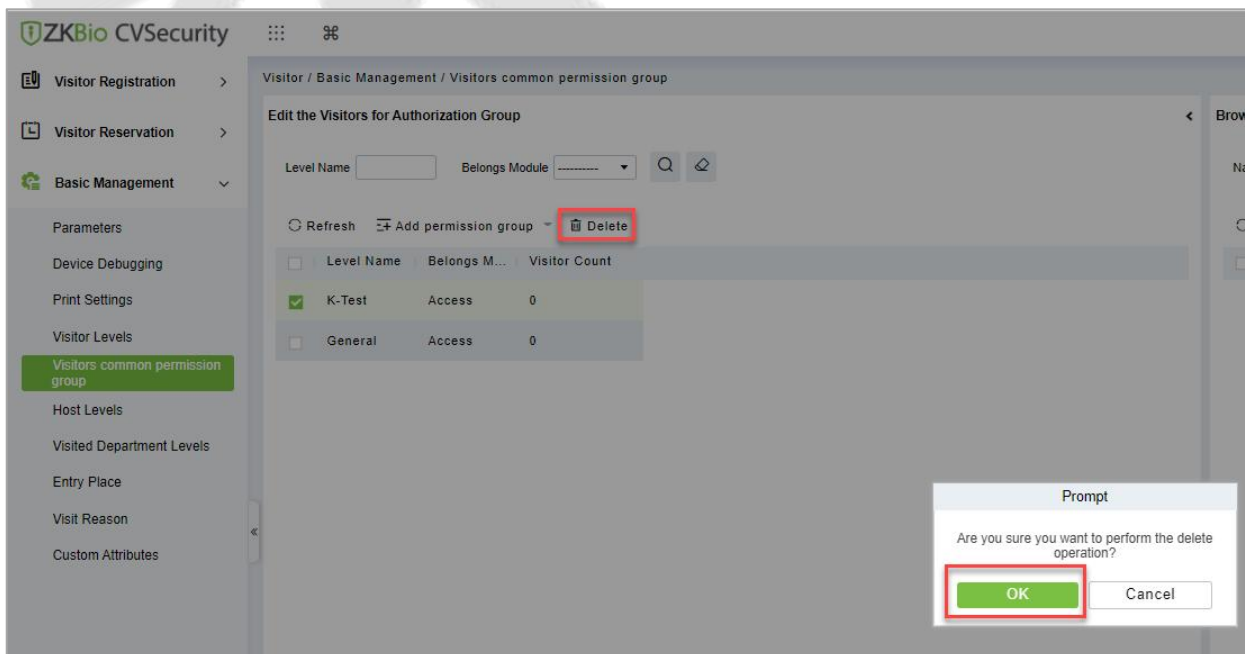 ZKBio CVSecurity
Visitor Registration
Visitor Reservation
Basic Management
Parameters
Device Debugging
Print Settings
Visitor Levels
Visitors common permission
group
Host Levels
Visited Department Levels
Entry Place
Visit Reason
Custom Attributes
Visitor / Basic Management / Visitors common permission group
Edit the Visitors for Authorization Group
Level Name
Belongs Module ----------
Refresh Add permission group Delete
Level Name Belongs M... Visitor Count
K-Test Access 0
General Access 0
Brow
Na
Prompt
Are you sure you want to perform the delete
operation?
OK Cancel